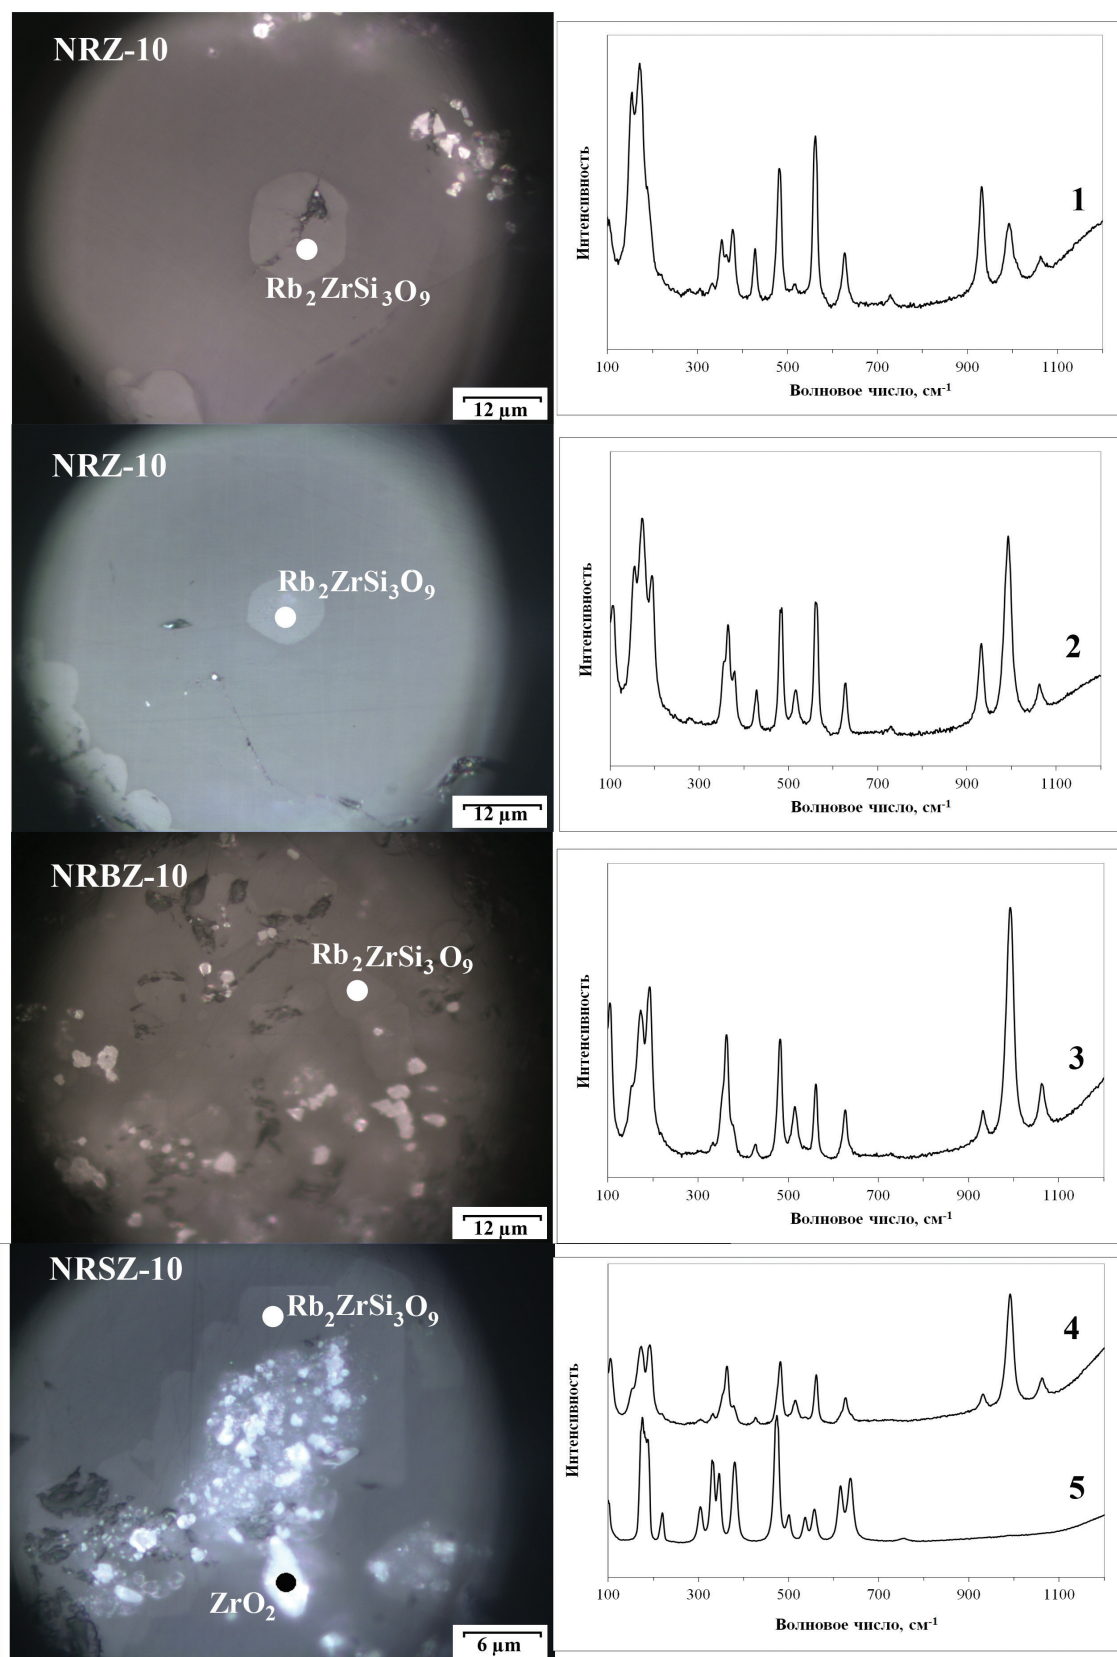 NRZ-10
Rb2ZrSi3O9
12 µm
Интенсивность
1
100 300 500 700 900 1100
Волновое число, см-1
NRZ-10
Rb2ZrSi3O9
12 µm
Интенсивность
2
100 300 500 700 900 1100
Волновое число, см-1
NRBZ-10
Rb2ZrSi3O9
12 µm
Интенсивность
3
100 300 500 700 900 1100
Волновое число, см-1
NRSZ-10
Rb2ZrSi3O9
ZrO2
6 µm
Интенсивность
4
5
100 300 500 700 900 1100
Волновое число, см-1